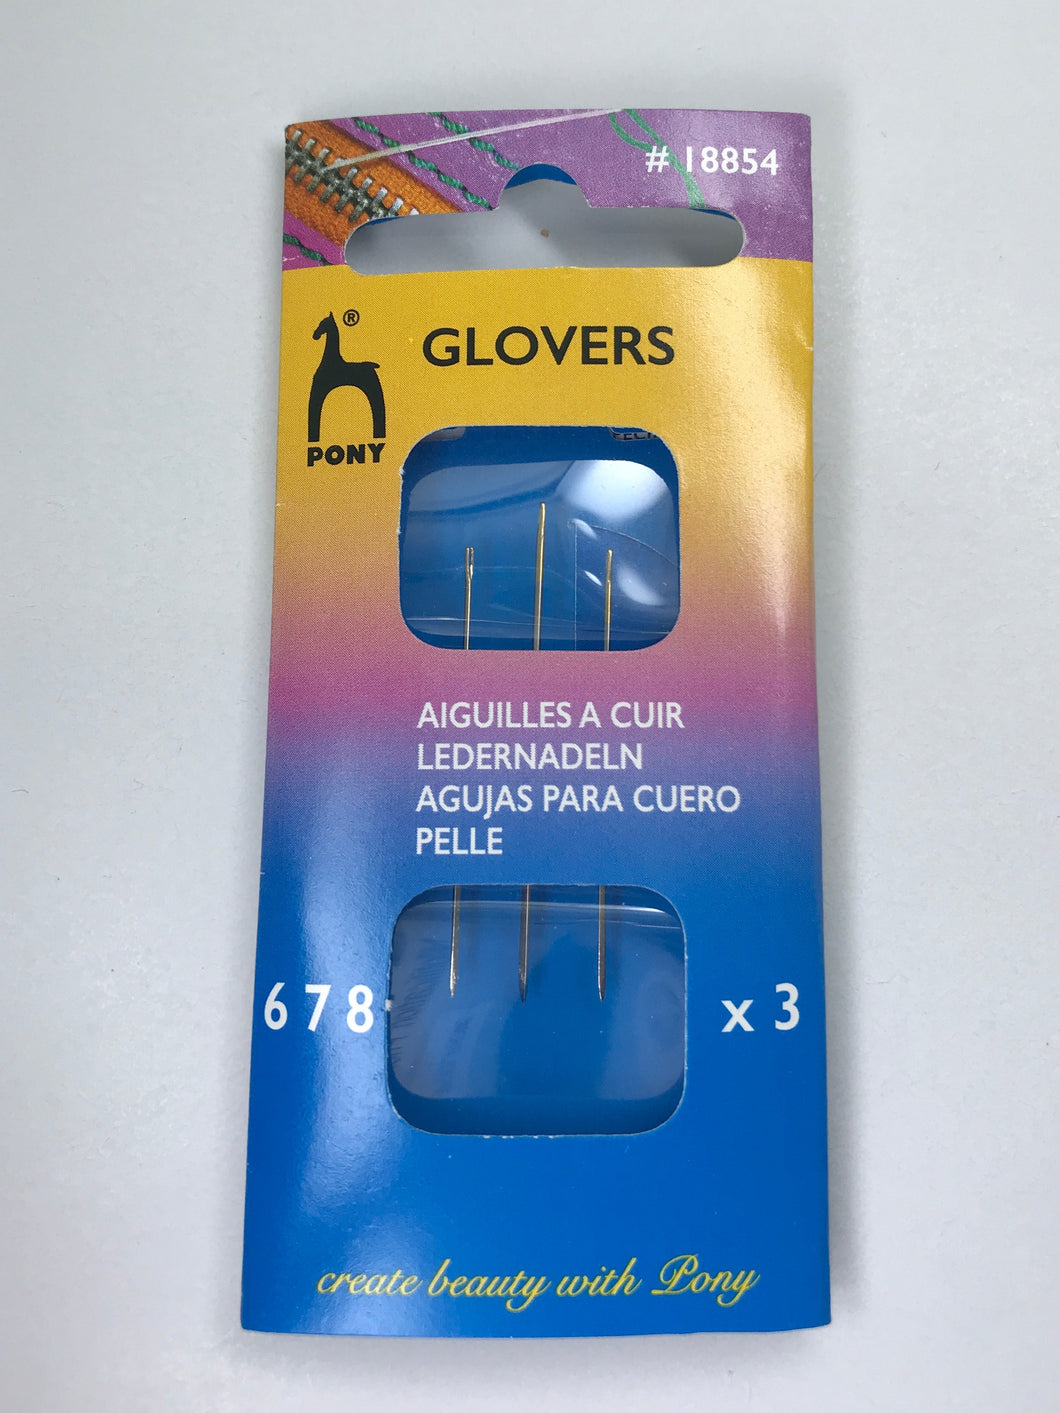 # 18854
®
GLOVERS
PONY
AIGUILLES A CUIR
LEDERNADELN
AGUJAS PARA CUERO
PELLE
6 7 8 x 3
create beauty with Pony